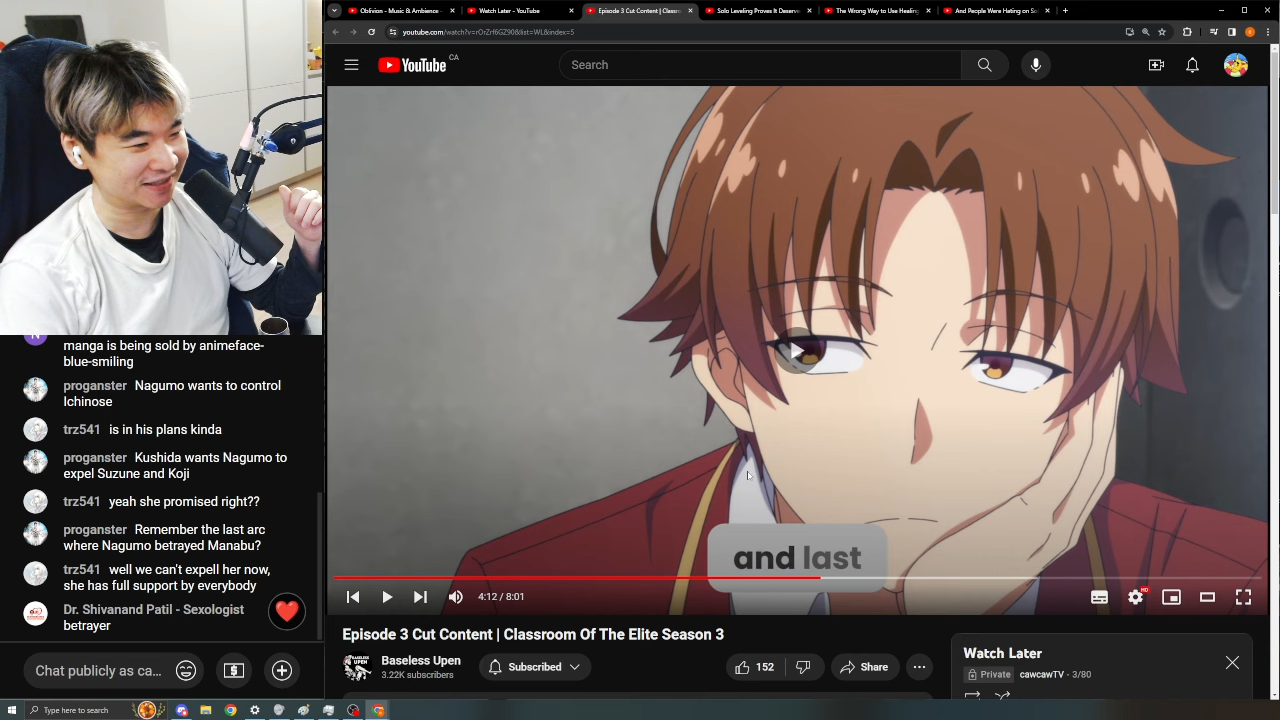 Oblivion - Music & Ambience -
Watch Later - YouTube
Episode 3 Cut Content | Classr
Solo Leveling Proves It Deserve
The Wrong Way to Use Healing
And People Were Hating on So
youtube.com/watch?v=rOrZrf6GZ90&list=WL&index=5
YouTube CA
Search
manga is being sold by animeface-
blue-smiling
proganster Nagumo wants to control
Ichinose
trz541 is in his plans kinda
proganster Kushida wants Nagumo to
expel Suzune and Koji
trz541 yeah she promised right??
proganster Remember the last arc
where Nagumo betrayed Manabu?
trz541 well we can't expell her now,
she has full support by everybody
Dr. Shivanand Patil - Sexologist
betrayer
Chat publicly as ca...
and last
4:12 / 8:01
HD
Episode 3 Cut Content | Classroom Of The Elite Season 3
Baseless Upen
3.22K subscribers
Subscribed
152
Share
Watch Later
Private cawcawTV - 3/80
Type here to search